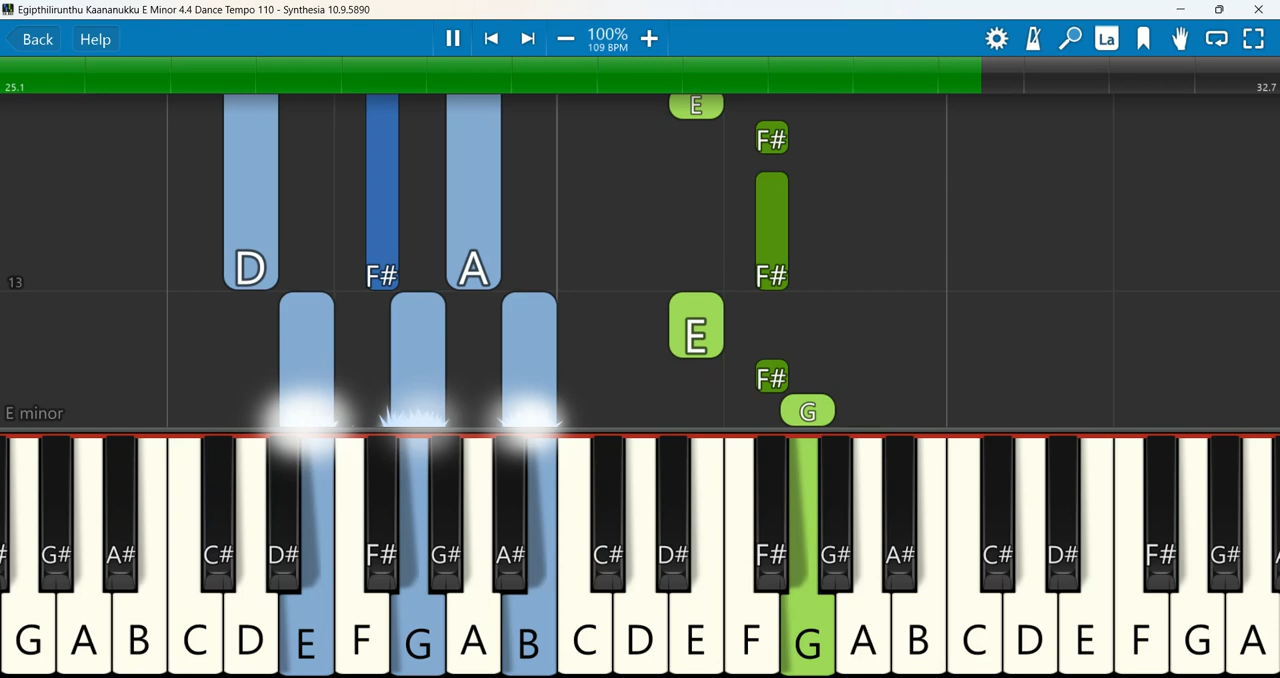 Egipthilirunthu Kaananukku E Minor 4.4 Dance Tempo 110 - Synthesia 10.9.5890
Back Help 100% La
109 BPM
25.1 32.7
E
F#
D F# A F#
13
E
F#
E minor G
# G# A# C# D# F# G# A# C# D# F# G# A# C# D# F# G#
G A B C D E F G A B C D E F G A B C D E F G A